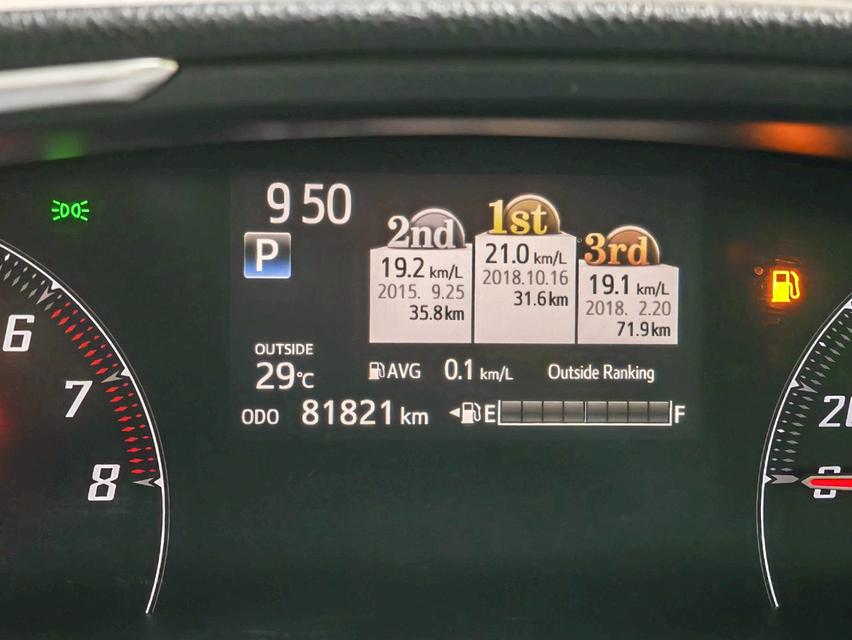 9 50
P
2nd
19.2 km/L
2015. 9.25
35.8km
1st
21.0 km/L
2018.10.16
31.6km
3rd
19.1 km/L
2018. 2.20
71.9km
OUTSIDE
29°C
AVG 0.1 km/L Outside Ranking
ODO 81821 km
E F
6
7
8
20
0